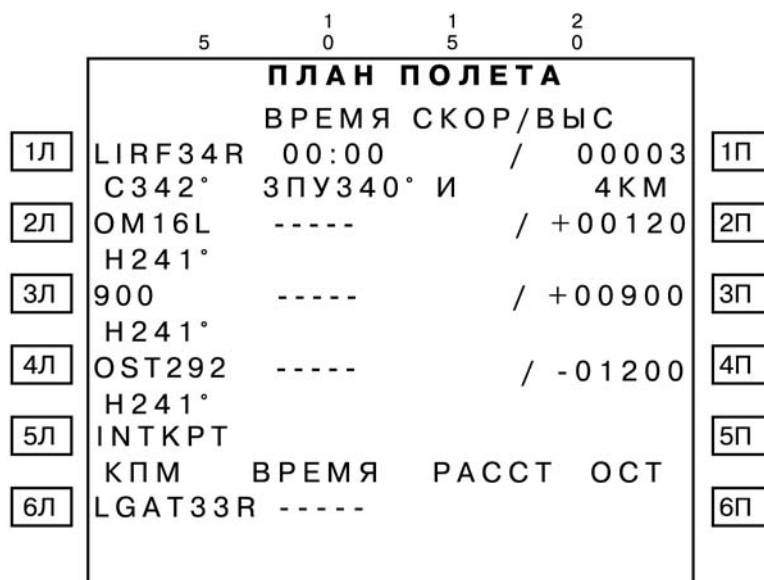 1 1 2
5 0 5 0
ПЛАН ПОЛЕТА
ВРЕМЯ СКОР/ВЫС
1Л LIRF34R 00:00 / 00003 1П
С342° ЗПУ340° И 4КМ
2Л OM16L ----- / +00120 2П
Н241°
3Л 900 ----- / +00900 3П
Н241°
4Л OST292 ----- / -01200 4П
Н241°
5Л INTKPT 5П
КПМ ВРЕМЯ РАССТ ОСТ
6Л LGAT33R ----- 6П